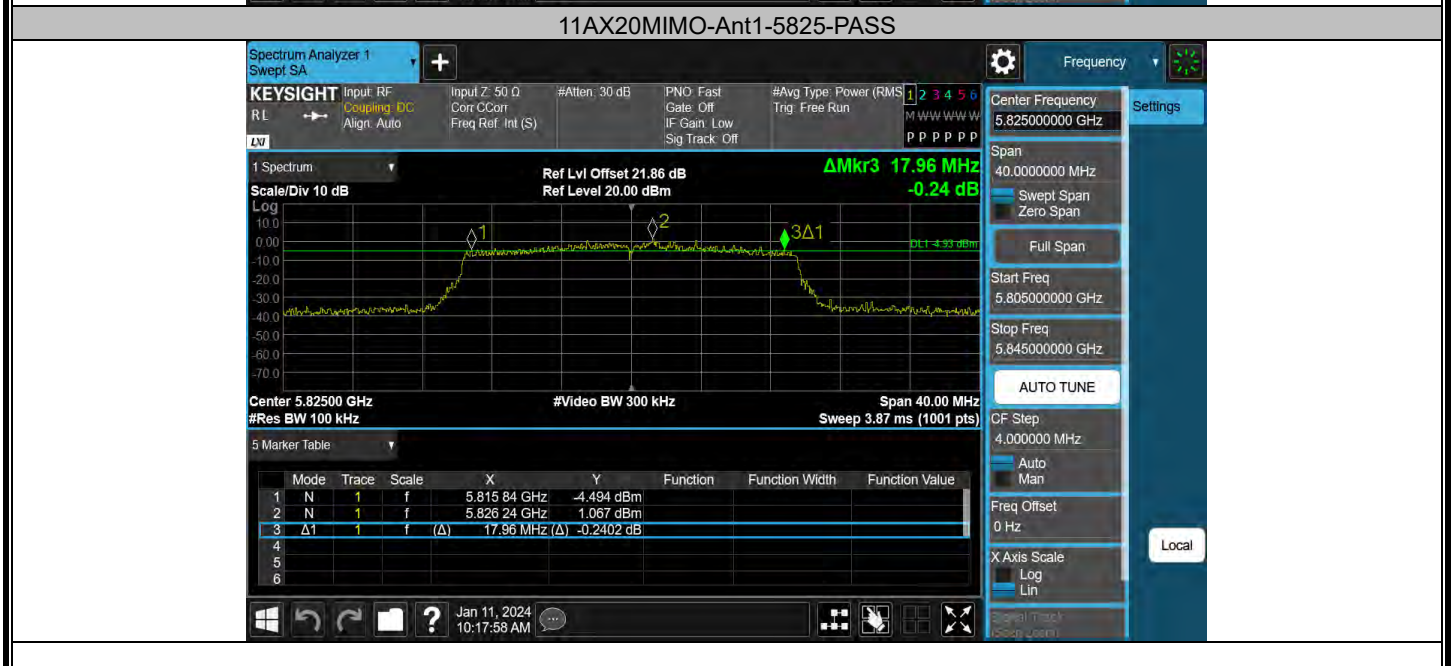 11AX20MIMO-Ant1-5825-PASS
Spectrum Analyzer 1
Swept SA
Frequency
KEYSIGHT
RL
LXI
Input: RF
Coupling: DC
Align: Auto
Input Z: 50 Ω
Corr CCorr
Freq Ref: Int (S)
#Atten: 30 dB
PNO: Fast
Gate: Off
IF Gain: Low
Sig Track: Off
#Avg Type: Power (RMS
Trig: Free Run
1 2 3 4 5 6
M W W W W W
P P P P P P
Center Frequency
5.825000000 GHz
Settings
Span
40.0000000 MHz
Swept Span
Zero Span
Full Span
Start Freq
5.805000000 GHz
Stop Freq
5.845000000 GHz
AUTO TUNE
CF Step
4.000000 MHz
Auto
Man
Freq Offset
0 Hz
X Axis Scale
Log
Lin
Local
1 Spectrum
Scale/Div 10 dB
Ref Lvl Offset 21.86 dB
Ref Level 20.00 dBm
ΔMkr3 17.96 MHz
-0.24 dB
Log
10.0
0.00
-10.0
-20.0
-30.0
-40.0
-50.0
-60.0
-70.0
1
2
3Δ1
DL1 -4.93 dBm
Center 5.82500 GHz
#Video BW 300 kHz
Span 40.00 MHz
#Res BW 100 kHz
Sweep 3.87 ms (1001 pts)
5 Marker Table
Mode Trace Scale X Y Function Function Width Function Value
1 N 1 f 5.815 84 GHz -4.494 dBm
2 N 1 f 5.826 24 GHz 1.067 dBm
3 Δ1 1 f (Δ) 17.96 MHz (Δ) -0.2402 dB
4
5
6
?
Jan 11, 2024
10:17:58 AM